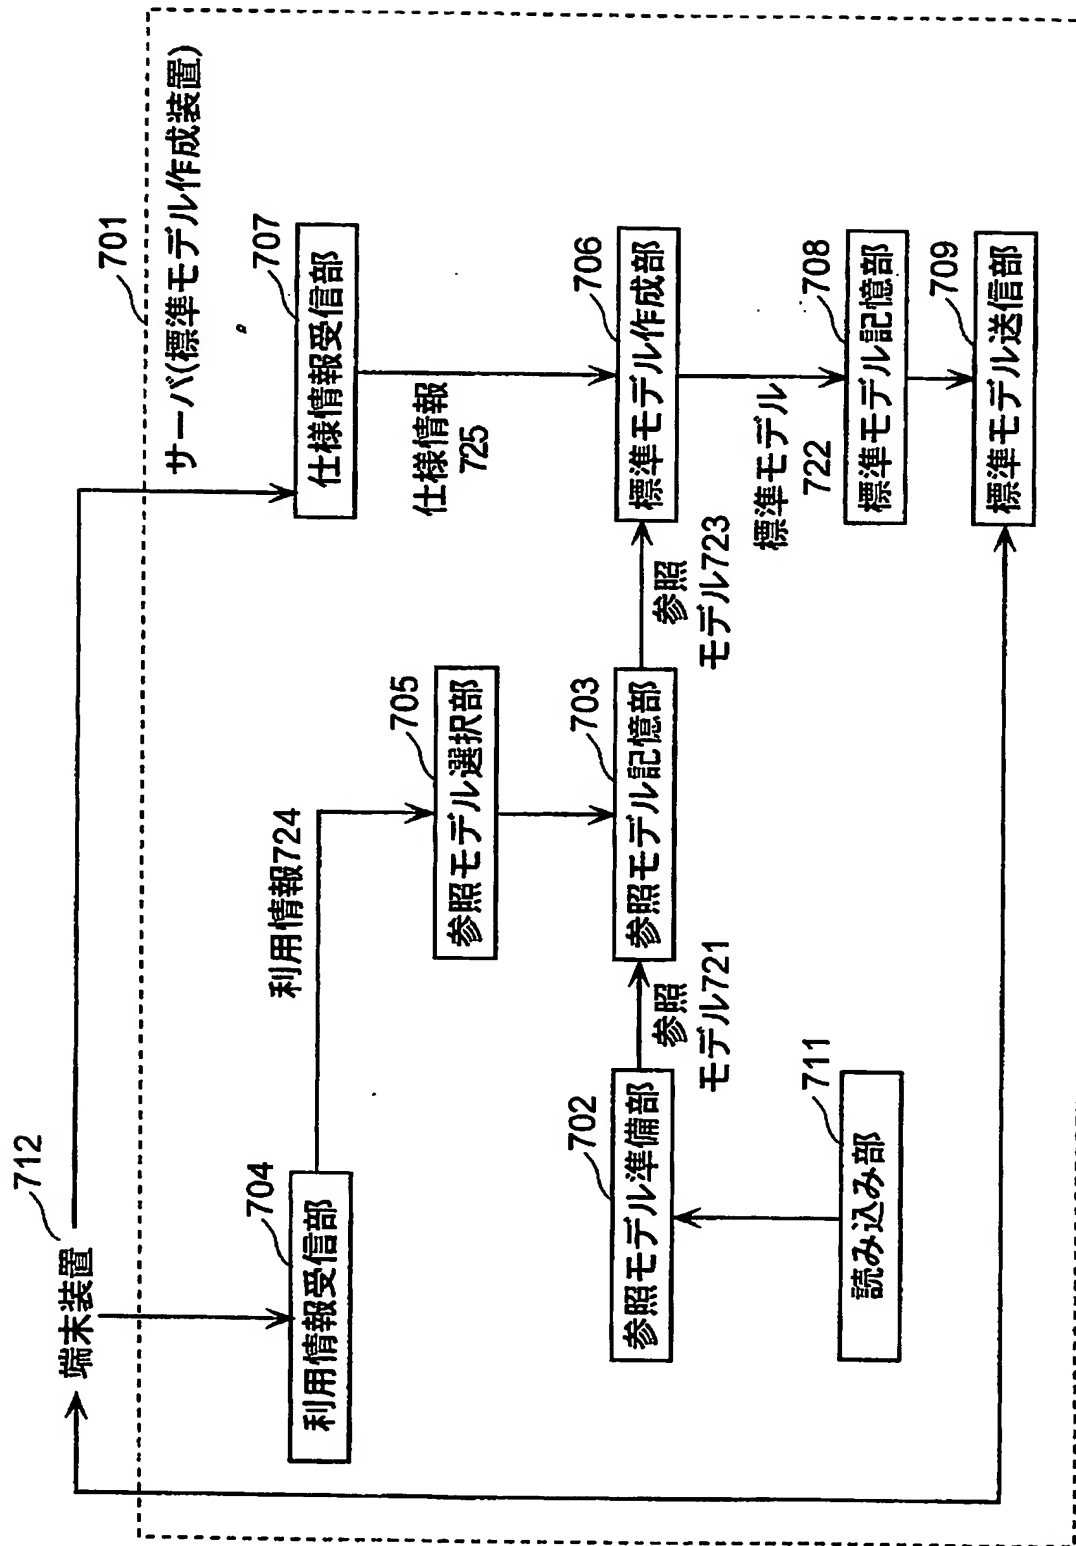 712
端末装置
701
サーバ(標準モデル作成装置)
704
利用情報受信部
利用情報724
707
仕様情報受信部
仕様情報
725
705
参照モデル選択部
702
参照モデル準備部
参照
モデル721
703
参照モデル記憶部
参照
モデル723
706
標準モデル作成部
標準モデル
722
711
読み込み部
708
標準モデル記憶部
709
標準モデル送信部